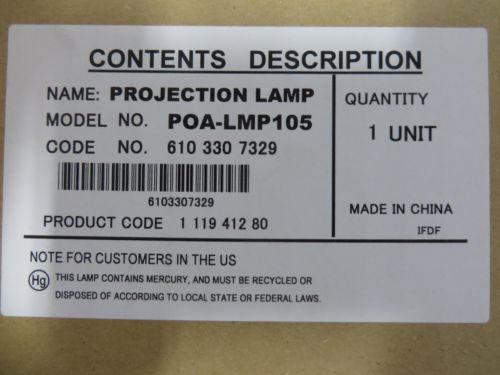 CONTENTS DESCRIPTION
NAME: PROJECTION LAMP
MODEL NO. POA-LMP105
CODE NO. 610 330 7329
6103307329
PRODUCT CODE 1 119 412 80
QUANTITY
1 UNIT
MADE IN CHINA
IFDF
NOTE FOR CUSTOMERS IN THE US
Hg THIS LAMP CONTAINS MERCURY, AND MUST BE RECYCLED OR
DISPOSED OF ACCORDING TO LOCAL STATE OR FEDERAL LAWS.